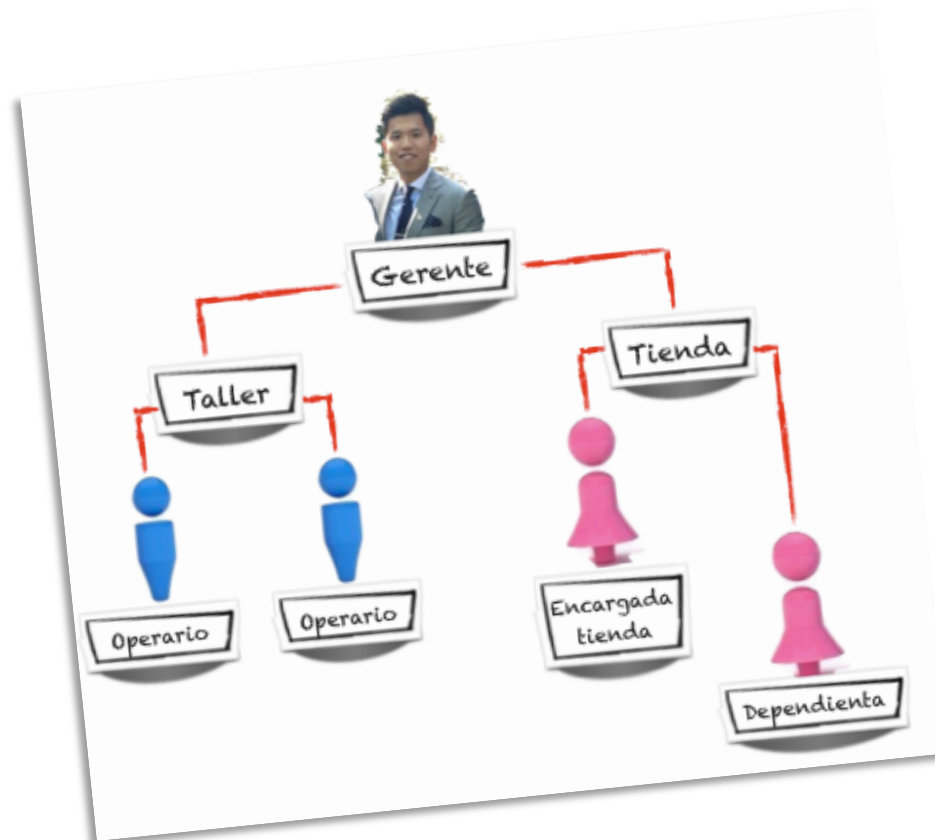 Gerente
Tienda
Taller
Operario
Operario
Encargada
tienda
Dependienta